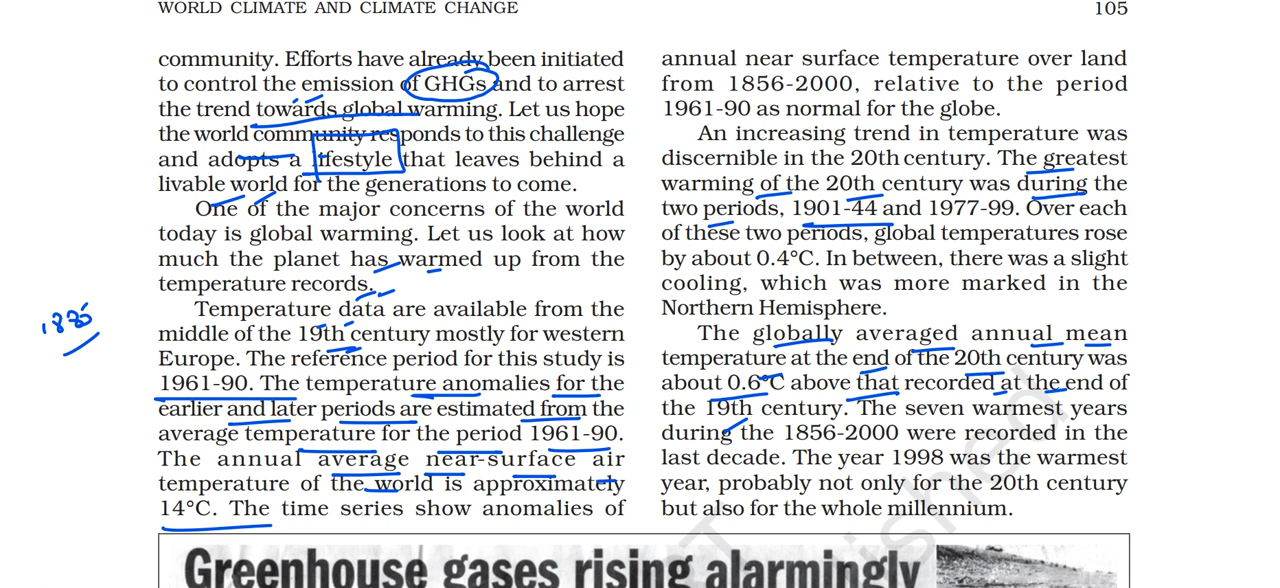 WORLD CLIMATE AND CLIMATE CHANGE
105
community. Efforts have already been initiated
to control the emission of GHGs and to arrest
the trend towards global warming. Let us hope
the world community responds to this challenge
and adopts a lifestyle that leaves behind a
livable world for the generations to come.
One of the major concerns of the world
today is global warming. Let us look at how
much the planet has warmed up from the
temperature records.
Temperature data are available from the
middle of the 19th century mostly for western
Europe. The reference period for this study is
1961-90. The temperature anomalies for the
earlier and later periods are estimated from the
average temperature for the period 1961-90.
The annual average near-surface air
temperature of the world is approximately
14°C. The time series show anomalies of
annual near surface temperature over land
from 1856-2000, relative to the period
1961-90 as normal for the globe.
An increasing trend in temperature was
discernible in the 20th century. The greatest
warming of the 20th century was during the
two periods, 1901-44 and 1977-99. Over each
of these two periods, global temperatures rose
by about 0.4°C. In between, there was a slight
cooling, which was more marked in the
Northern Hemisphere.
The globally averaged annual mean
temperature at the end of the 20th century was
about 0.6°C above that recorded at the end of
the 19th century. The seven warmest years
during the 1856-2000 were recorded in the
last decade. The year 1998 was the warmest
year, probably not only for the 20th century
but also for the whole millennium.
Greenhouse gases rising alarmingly